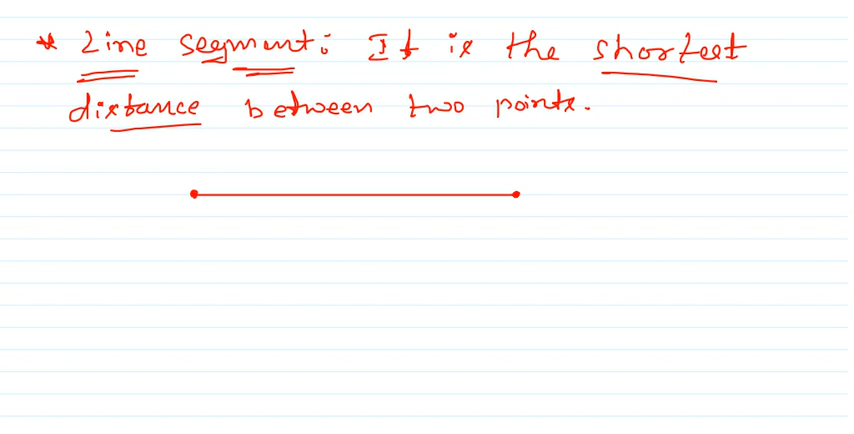 * Line segment: It is the shortest
distance between two points.